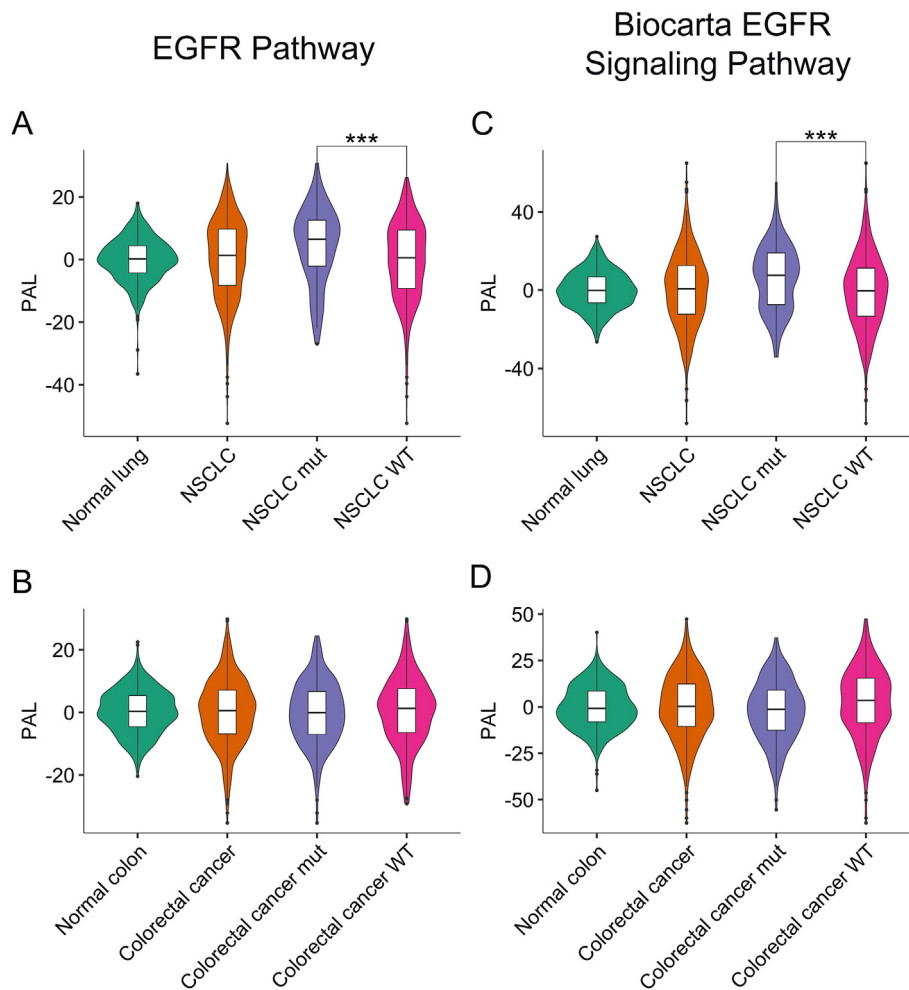 EGFR Pathway
Biocarta EGFR
Signaling Pathway
A
***
20
0
-20
-40
PAL
Normal lung
NSCLC
NSCLC mut
NSCLC WT
C
***
40
0
-40
PAL
Normal lung
NSCLC
NSCLC mut
NSCLC WT
B
20
0
-20
PAL
Normal colon
Colorectal cancer
Colorectal cancer mut
Colorectal cancer WT
D
50
25
0
-25
-50
PAL
Normal colon
Colorectal cancer
Colorectal cancer mut
Colorectal cancer WT